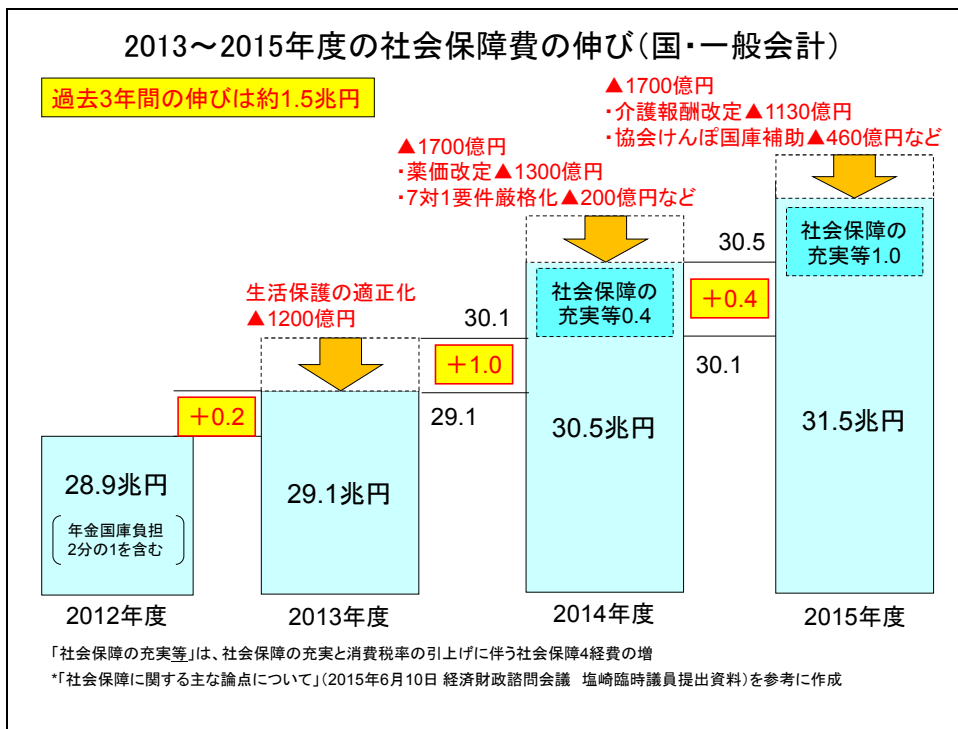 2013～2015年度の社会保障費の伸び（国・一般会計）
過去3年間の伸びは約1.5兆円
▲1700億円
・介護報酬改定▲1130億円
・協会けんぽ国庫補助▲460億円など
▲1700億円
・薬価改定▲1300億円
・7対1要件厳格化▲200億円など
生活保護の適正化
▲1200億円
30.1
＋1.0
29.1
＋0.2
社会保障の
充実等0.4
30.5
＋0.4
30.1
社会保障の
充実等1.0
28.9兆円
年金国庫負担
2分の1を含む
29.1兆円
30.5兆円
31.5兆円
2012年度
2013年度
2014年度
2015年度
「社会保障の充実等」は、社会保障の充実と消費税率の引上げに伴う社会保障4経費の増
*「社会保障に関する主な論点について」（2015年6月10日 経済財政諮問会議　塩崎臨時議員提出資料）を参考に作成